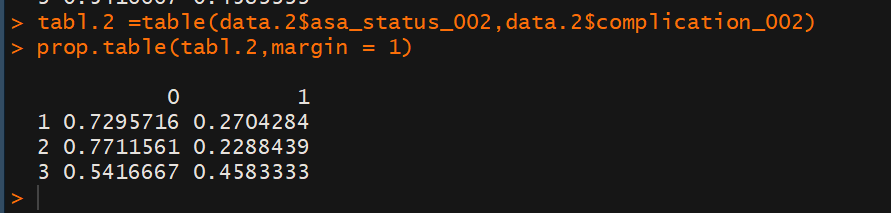 > tabl.2 =table(data.2$asa_status_002,data.2$complication_002)
> prop.table(tabl.2,margin = 1)
0 1
1 0.7295716 0.2704284
2 0.7711561 0.2288439
3 0.5416667 0.4583333
>